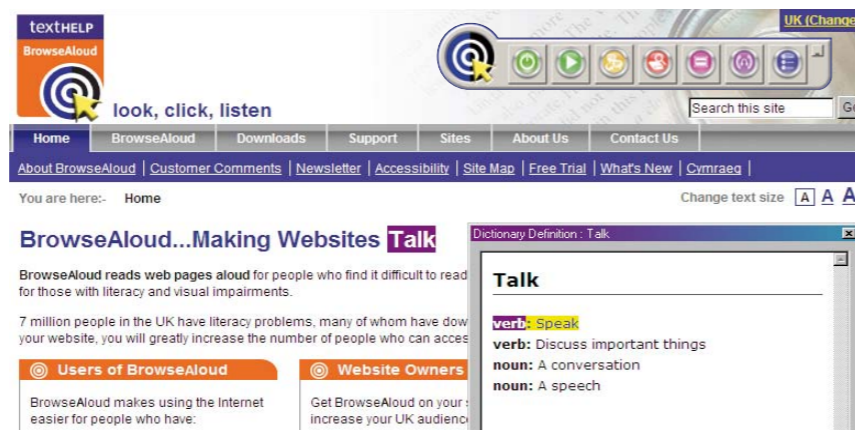 textHELP
BrowseAloud
look, click, listen
UK (Change
Search this site
Home BrowseAloud Downloads Support Sites About Us Contact Us
About BrowseAloud | Customer Comments | Newsletter | Accessibility | Site Map | Free Trial | What's New | Cymraeg |
You are here:- Home
Change text size A A A
BrowseAloud...Making Websites Talk
BrowseAloud reads web pages aloud for people who find it difficult to read
for those with literacy and visual impairments.
7 million people in the UK have literacy problems, many of whom have dow
your website, you will greatly increase the number of people who can acces
Users of BrowseAloud
BrowseAloud makes using the Internet
easier for people who have:
Website Owners
Get BrowseAloud on your
increase your UK audienc
Dictionary Definition : Talk
Talk
verb: Speak
verb: Discuss important things
noun: A conversation
noun: A speech